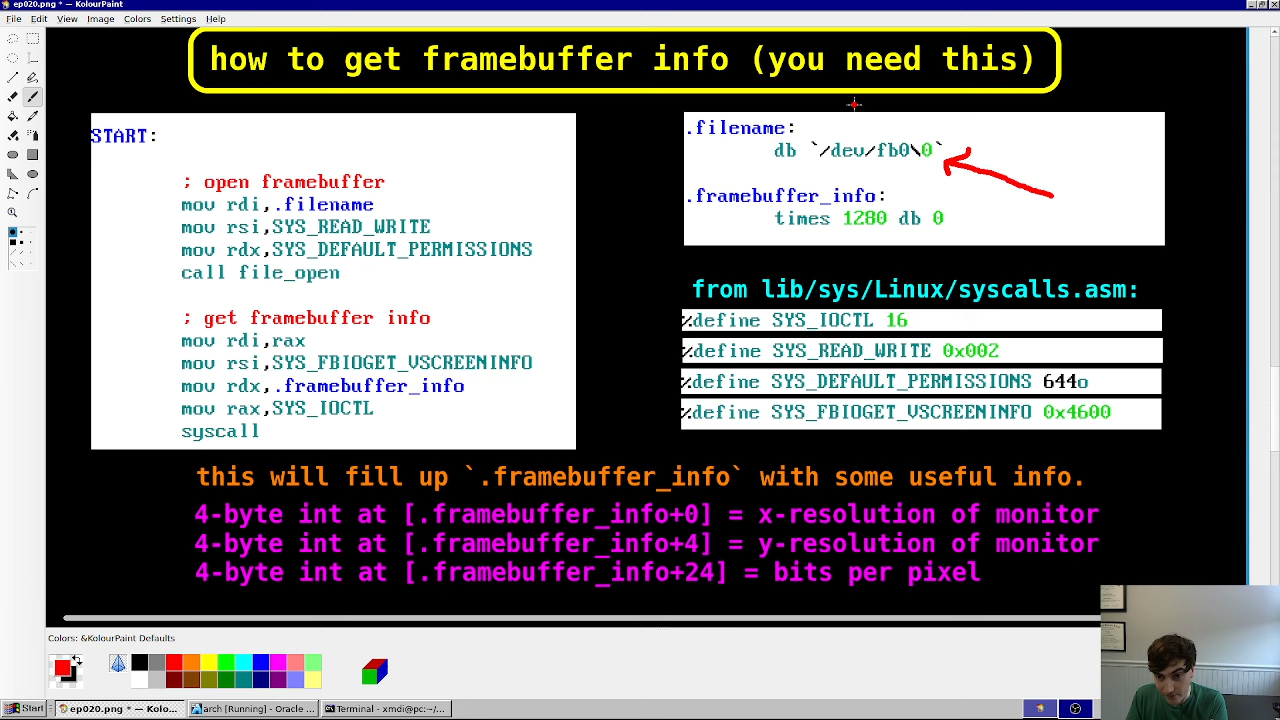 ep020.png * — KolourPaint
File Edit View Image Colors Settings Help
how to get framebuffer info (you need this)
START:
; open framebuffer
mov rdi,.filename
mov rsi,SYS_READ_WRITE
mov rdx,SYS_DEFAULT_PERMISSIONS
call file_open
; get framebuffer info
mov rdi,rax
mov rsi,SYS_FBIOGET_VSCREENINFO
mov rdx,.framebuffer_info
mov rax,SYS_IOCTL
syscall
.filename:
db `/dev/fb0\0`
.framebuffer_info:
times 1280 db 0
from lib/sys/Linux/syscalls.asm:
%define SYS_IOCTL 16
%define SYS_READ_WRITE 0x002
%define SYS_DEFAULT_PERMISSIONS 644o
%define SYS_FBIOGET_VSCREENINFO 0x4600
this will fill up `.framebuffer_info` with some useful info.
4-byte int at [.framebuffer_info+0] = x-resolution of monitor
4-byte int at [.framebuffer_info+4] = y-resolution of monitor
4-byte int at [.framebuffer_info+24] = bits per pixel
Colors: &KolourPaint Defaults
Start ep020.png * — Kolo... arch [Running] - Oracle ... Terminal - xmdi@pc:~/...